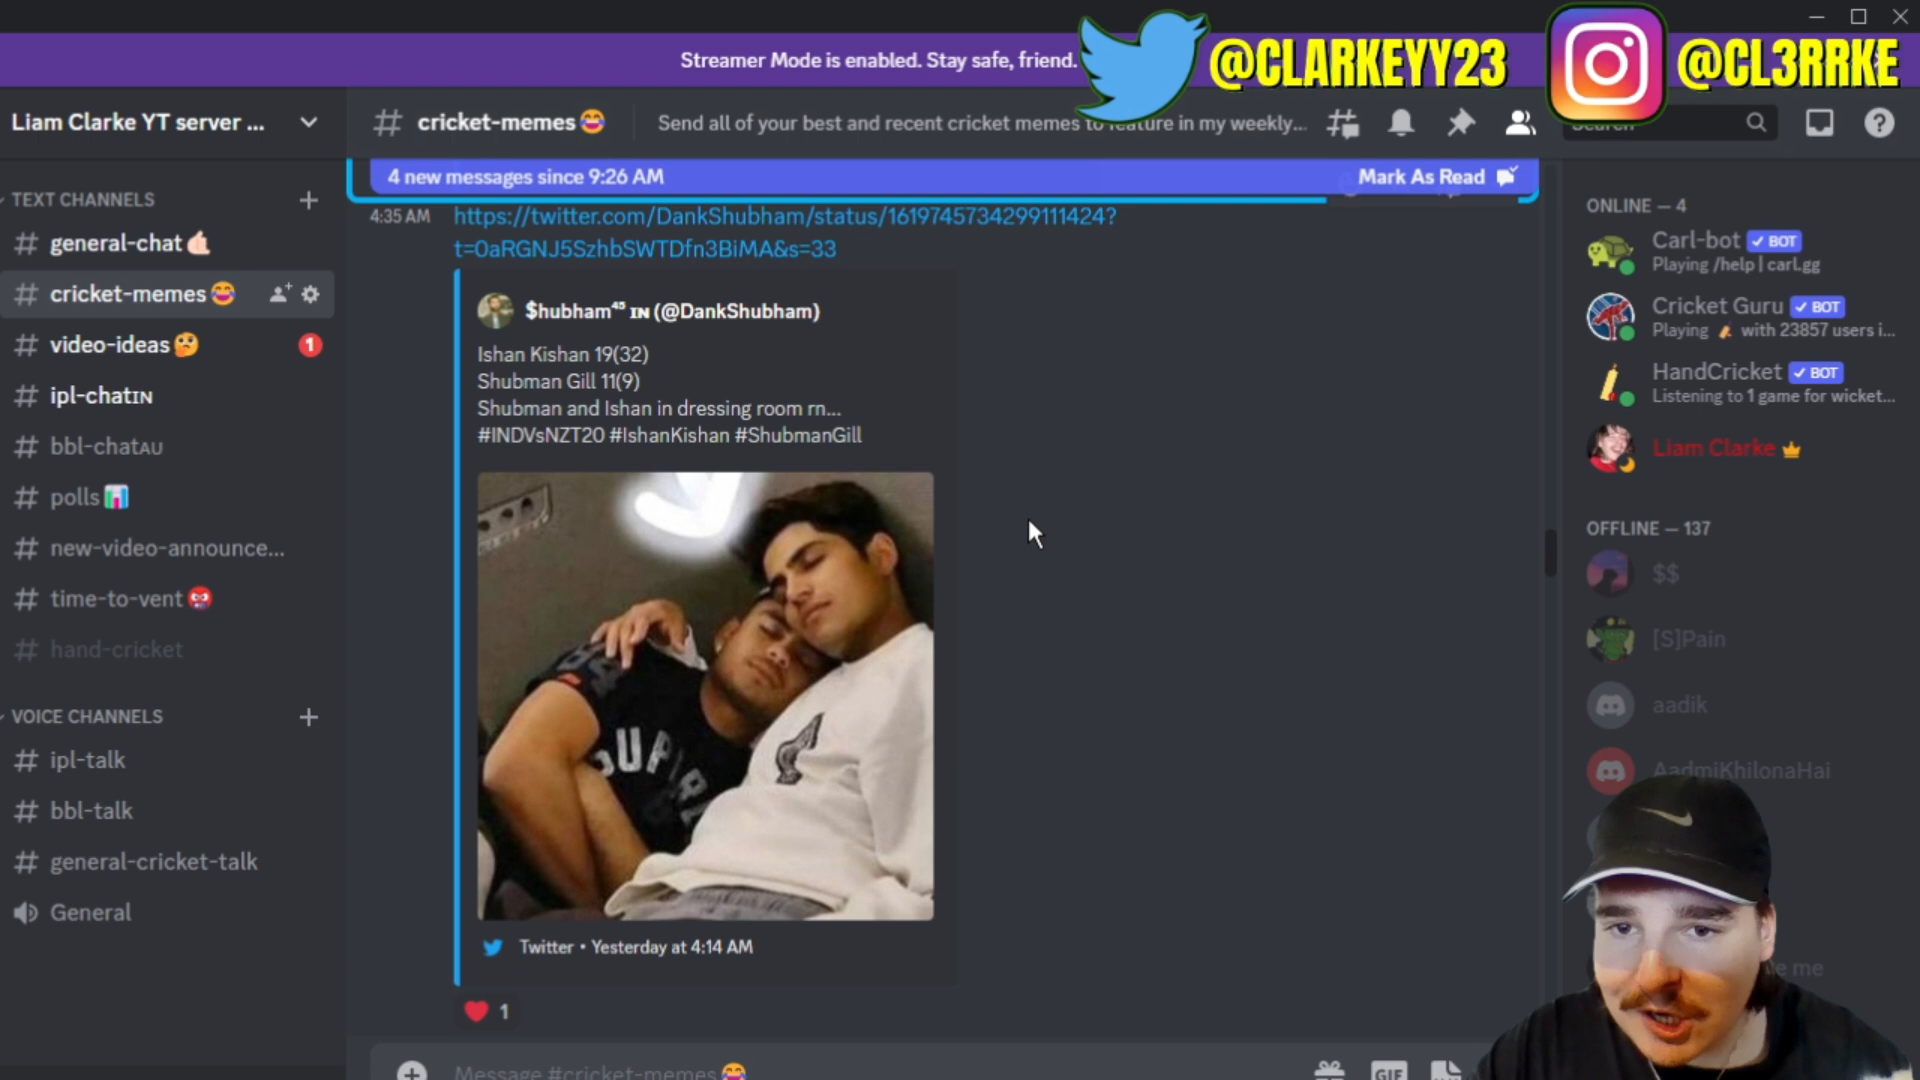 Streamer Mode is enabled. Stay safe, friend.
@CLARKEYY23
@CL3RRKE
Liam Clarke YT server ...
cricket-memes😂
Send all of your best and recent cricket memes to feature in my weekly...
Search
4 new messages since 9:26 AM
Mark As Read
TEXT CHANNELS
general-chat🤙🏻
cricket-memes😂
video-ideas🤔
1
ipl-chatIN
bbl-chatAU
polls📊
new-video-announce...
time-to-vent👹
hand-cricket
VOICE CHANNELS
ipl-talk
bbl-talk
general-cricket-talk
General
4:35 AM
https://twitter.com/DankShubham/status/1619745734299111424?
t=0aRGNJ5SzhbSWTDfn3BiMA&s=33
$hubham⁴⁵ IN (@DankShubham)
Ishan Kishan 19(32)
Shubman Gill 11(9)
Shubman and Ishan in dressing room rn...
#INDVsNZT20 #IshanKishan #ShubmanGill
Twitter • Yesterday at 4:14 AM
❤️ 1
Message #cricket-memes😂
GIF
ONLINE — 4
Carl-bot ✓ BOT
Playing /help | carl.gg
Cricket Guru ✓ BOT
Playing 🏏 with 23857 users i...
HandCricket ✓ BOT
Listening to 1 game for wicket...
Liam Clarke
OFFLINE — 137
$$
[S]Pain
aadik
AadmiKhilonaHai
me